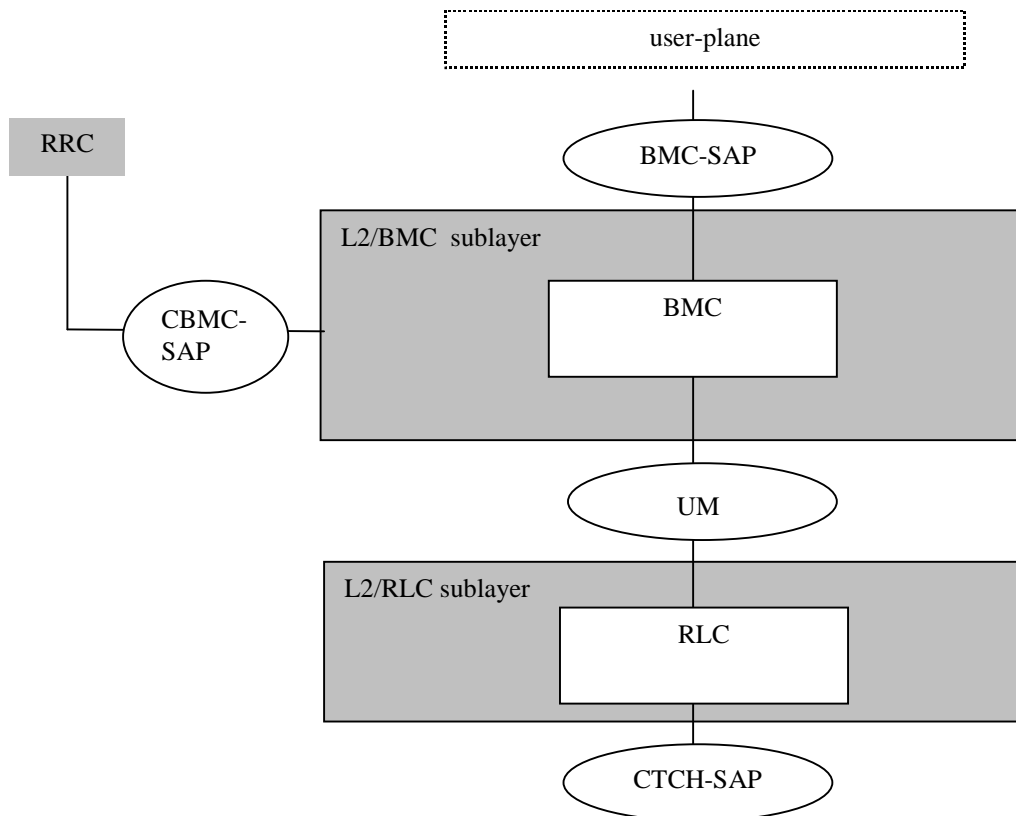 user-plane
RRC
BMC-SAP
L2/BMC sublayer
BMC
CBMC-
SAP
UM
L2/RLC sublayer
RLC
CTCH-SAP